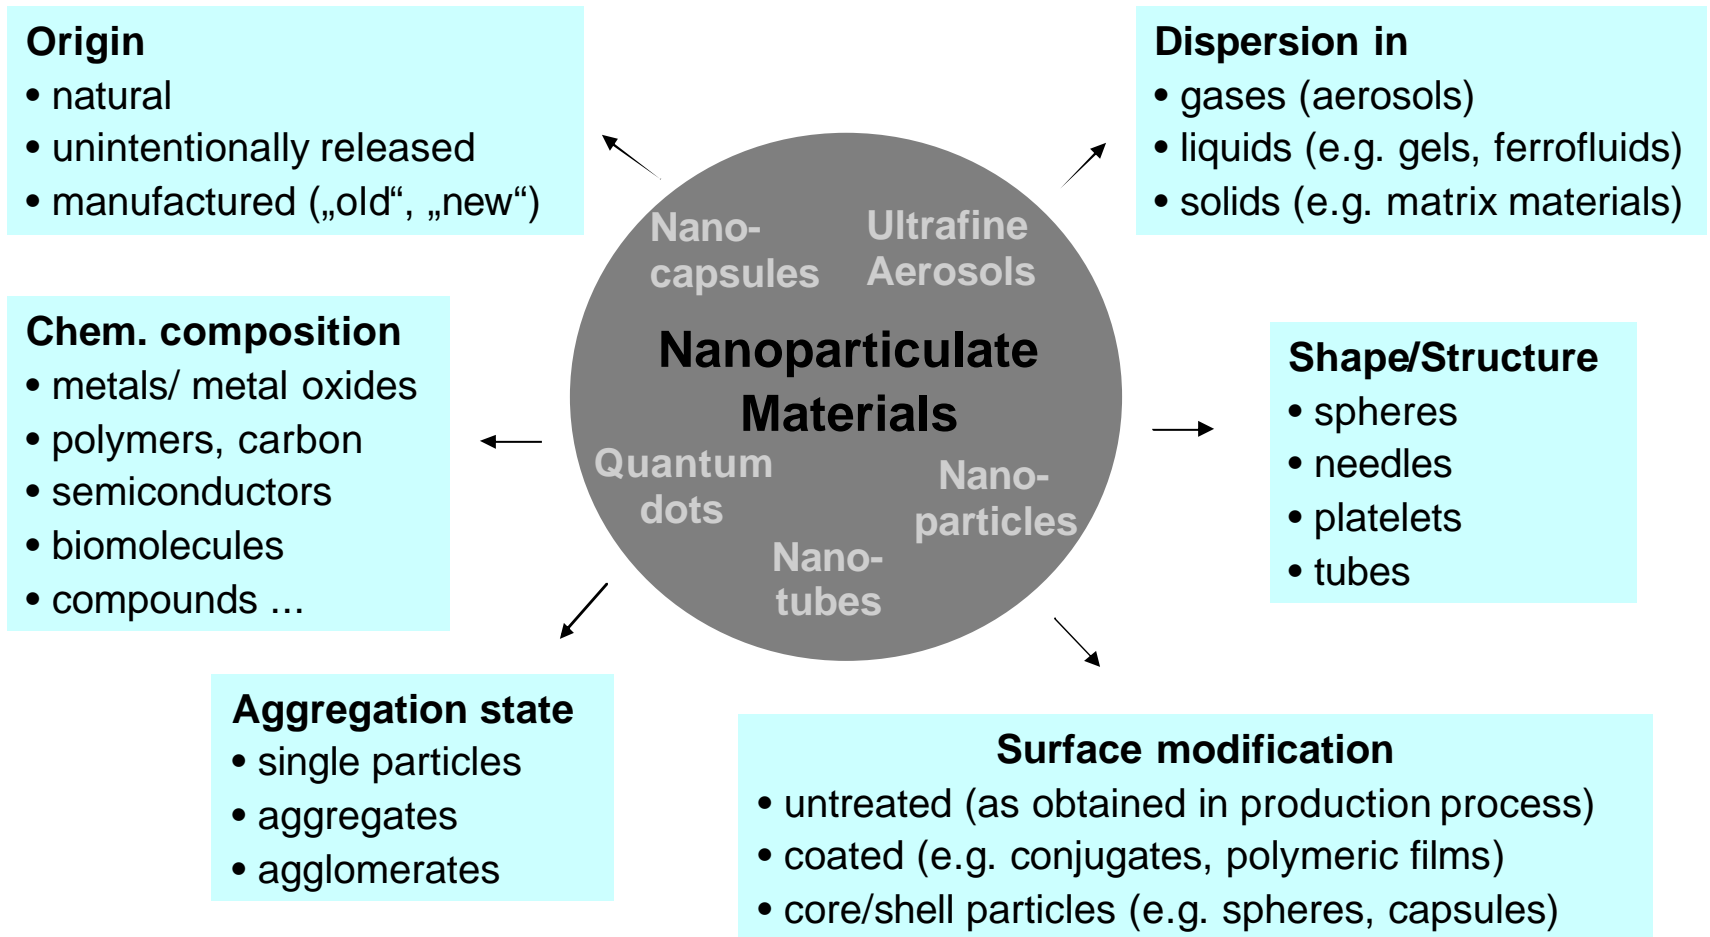 Origin
• natural
• unintentionally released
• manufactured („old“, „new“)
Dispersion in
• gases (aerosols)
• liquids (e.g. gels, ferrofluids)
• solids (e.g. matrix materials)
Nano-
capsules
Ultrafine
Aerosols
Nanoparticulate
Materials
Quantum
dots
Nano-
particles
Nano-
tubes
Chem. composition
• metals/ metal oxides
• polymers, carbon
• semiconductors
• biomolecules
• compounds ...
Shape/Structure
• spheres
• needles
• platelets
• tubes
Aggregation state
• single particles
• aggregates
• agglomerates
Surface modification
• untreated (as obtained in production process)
• coated (e.g. conjugates, polymeric films)
• core/shell particles (e.g. spheres, capsules)